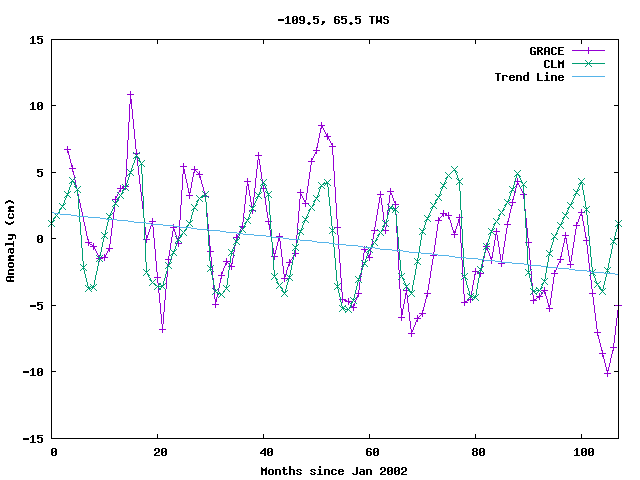 -109.5, 65.5 TWS
GRACE
CLM
Trend Line
15
10
5
0
-5
-10
-15
Anomaly (cm)
0 20 40 60 80 100
Months since Jan 2002